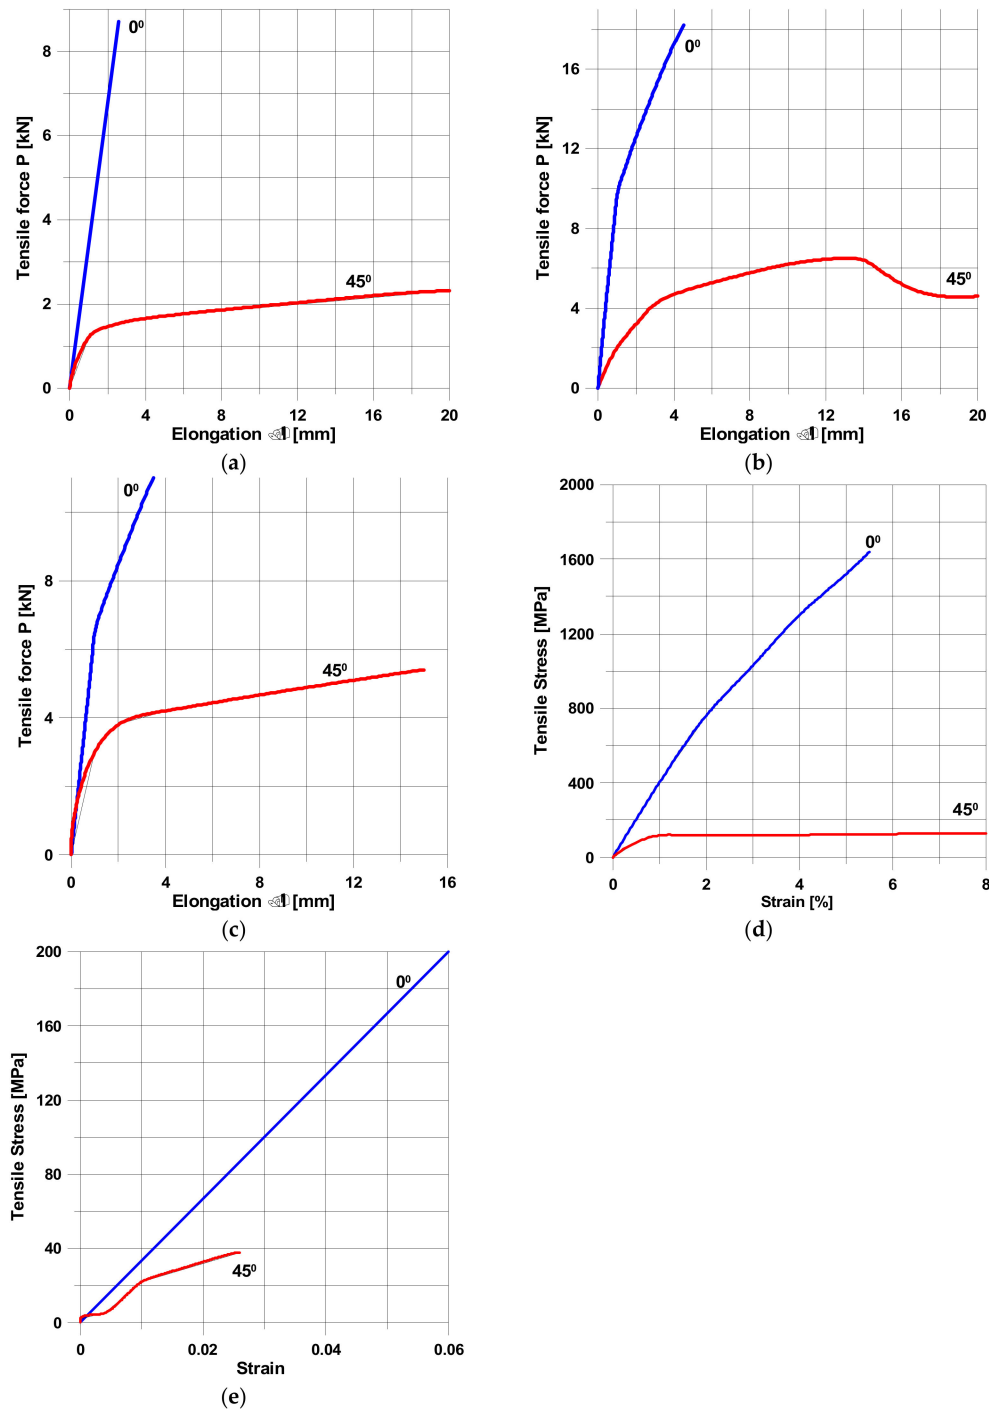 0⁰
8
6
4
2
0
45⁰
Tensile force P [kN]
0 4 8 12 16 20
Elongation [mm]
(a)
0⁰
16
12
8
4
0
45⁰
Tensile force P [kN]
0 4 8 12 16 20
Elongation [mm]
(b)
0⁰
8
4
0
45⁰
Tensile force P [kN]
0 4 8 12 16
Elongation [mm]
(c)
2000
1600
1200
800
400
0
0⁰
45⁰
Tensile Stress [MPa]
0 2 4 6 8
Strain [%]
(d)
200
160
120
80
40
0
0⁰
45⁰
Tensile Stress [MPa]
0 0.02 0.04 0.06
Strain
(e)